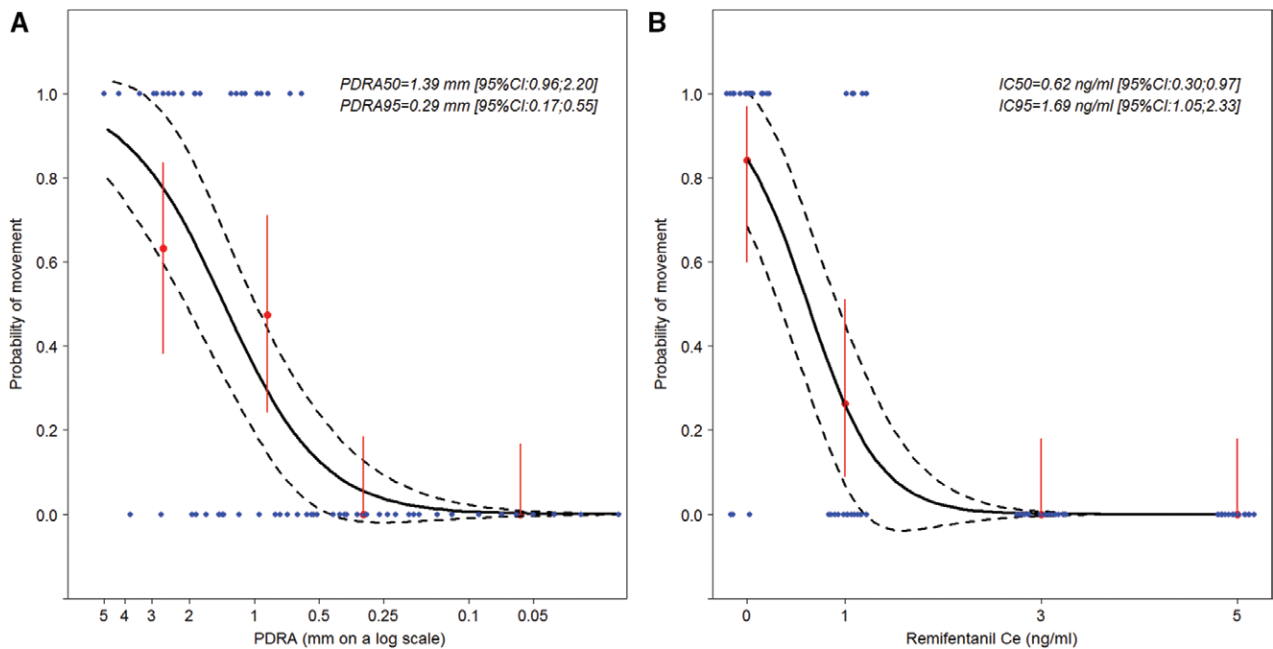 A
PDRA50=1.39 mm [95%CI:0.96;2.20]
PDRA95=0.29 mm [95%CI:0.17;0.55]
Probability of movement
1.0
0.8
0.6
0.4
0.2
0.0
5 4 3 2 1 0.5 0.25 0.1 0.05
PDRA (mm on a log scale)
B
IC50=0.62 ng/ml [95%CI:0.30;0.97]
IC95=1.69 ng/ml [95%CI:1.05;2.33]
Probability of movement
1.0
0.8
0.6
0.4
0.2
0.0
0 1 3 5
Remifentanil Ce (ng/ml)